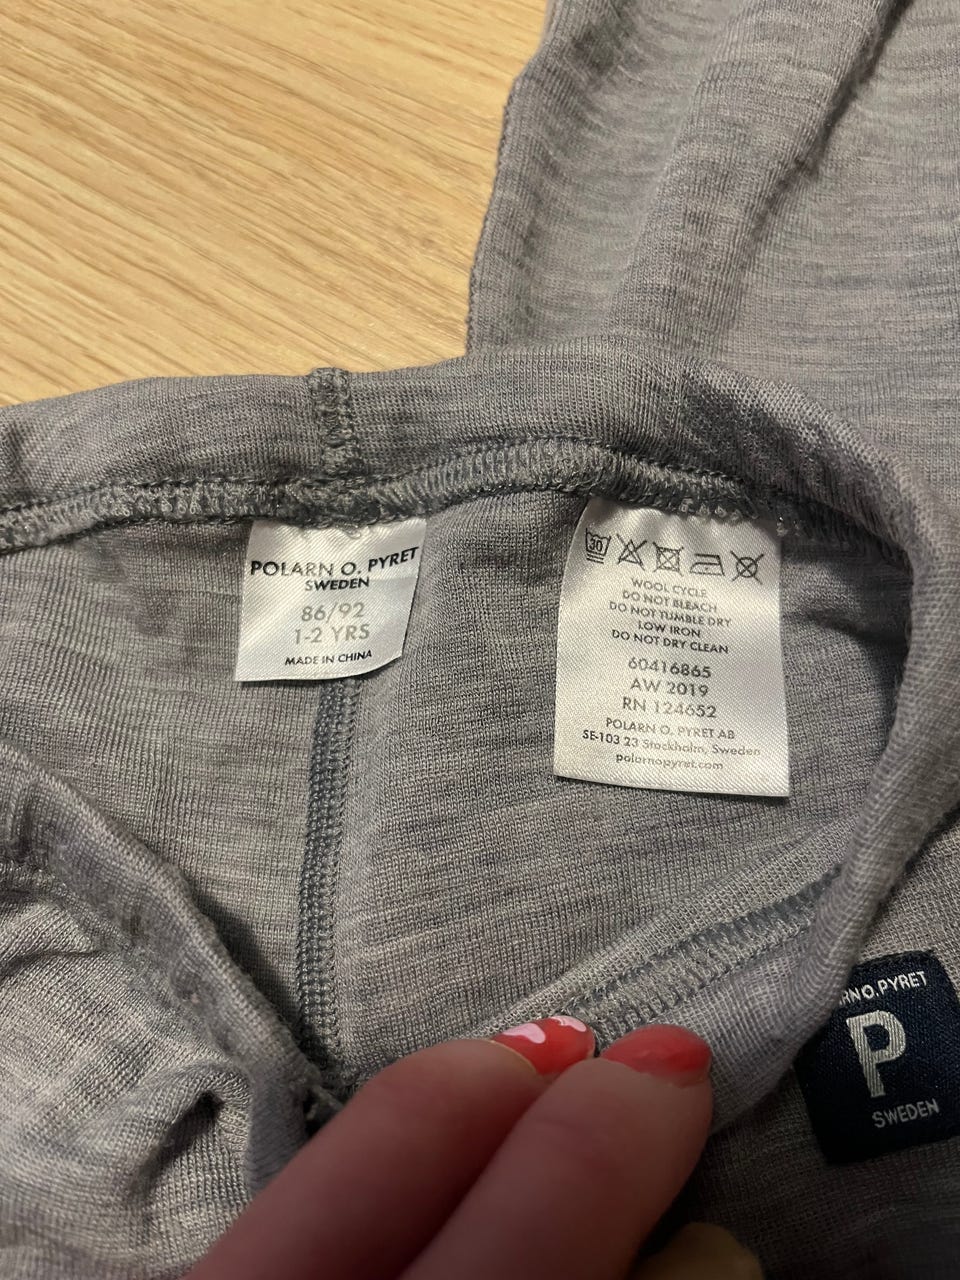 POLARN O. PYRET
SWEDEN
86/92
1-2 YRS
MADE IN CHINA
30
WOOL CYCLE
DO NOT BLEACH
DO NOT TUMBLE DRY
LOW IRON
DO NOT DRY CLEAN
60416865
AW 2019
RN 124652
POLARN O. PYRET AB
SE-103 23 Stockholm, Sweden
polarnopyret.com
RN O. PYRET
P
SWEDEN